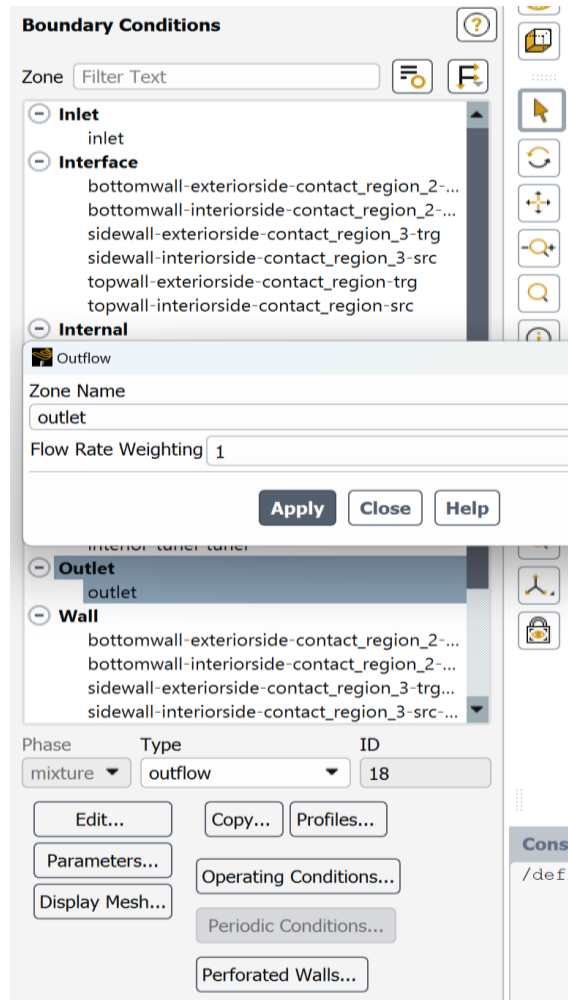 Boundary Conditions
Zone Filter Text
Inlet
inlet
Interface
bottomwall-exteriorside-contact_region_2-...
bottomwall-interiorside-contact_region_2-...
sidewall-exteriorside-contact_region_3-trg
sidewall-interiorside-contact_region_3-src
topwall-exteriorside-contact_region-trg
topwall-interiorside-contact_region-src
Internal
Outflow
Zone Name
outlet
Flow Rate Weighting 1
Apply Close Help
Outlet
outlet
Wall
bottomwall-exteriorside-contact_region_2-...
bottomwall-interiorside-contact_region_2-...
sidewall-exteriorside-contact_region_3-trg...
sidewall-interiorside-contact_region_3-src-...
Phase Type ID
mixture outflow 18
Edit... Copy... Profiles...
Parameters...
Operating Conditions...
Display Mesh...
Periodic Conditions...
Perforated Walls...
Cons
/def